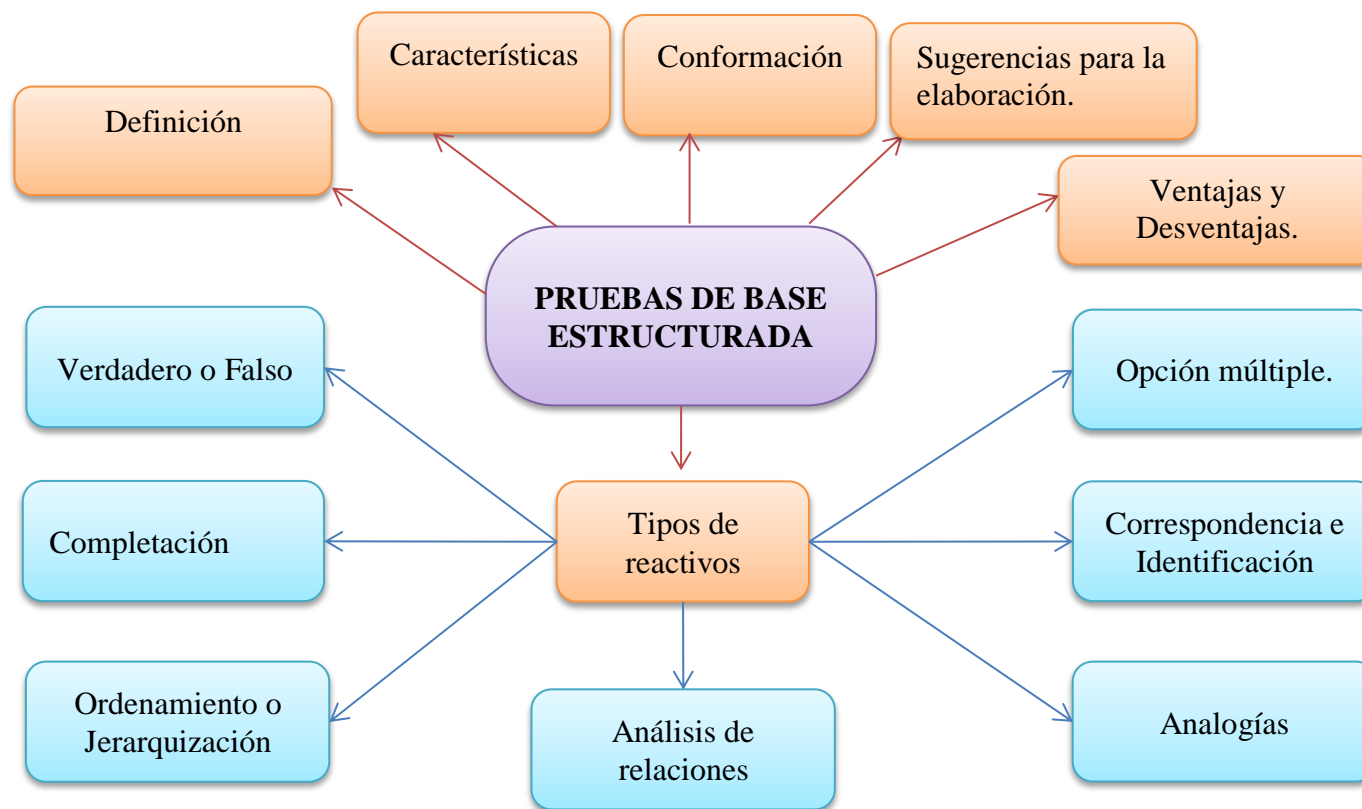 Definición
Características
Conformación
Sugerencias para la
elaboración.
Ventajas y
Desventajas.
PRUEBAS DE BASE
ESTRUCTURADA
Verdadero o Falso
Opción múltiple.
Completación
Tipos de
reactivos
Correspondencia e
Identificación
Ordenamiento o
Jerarquización
Análisis de
relaciones
Analogías